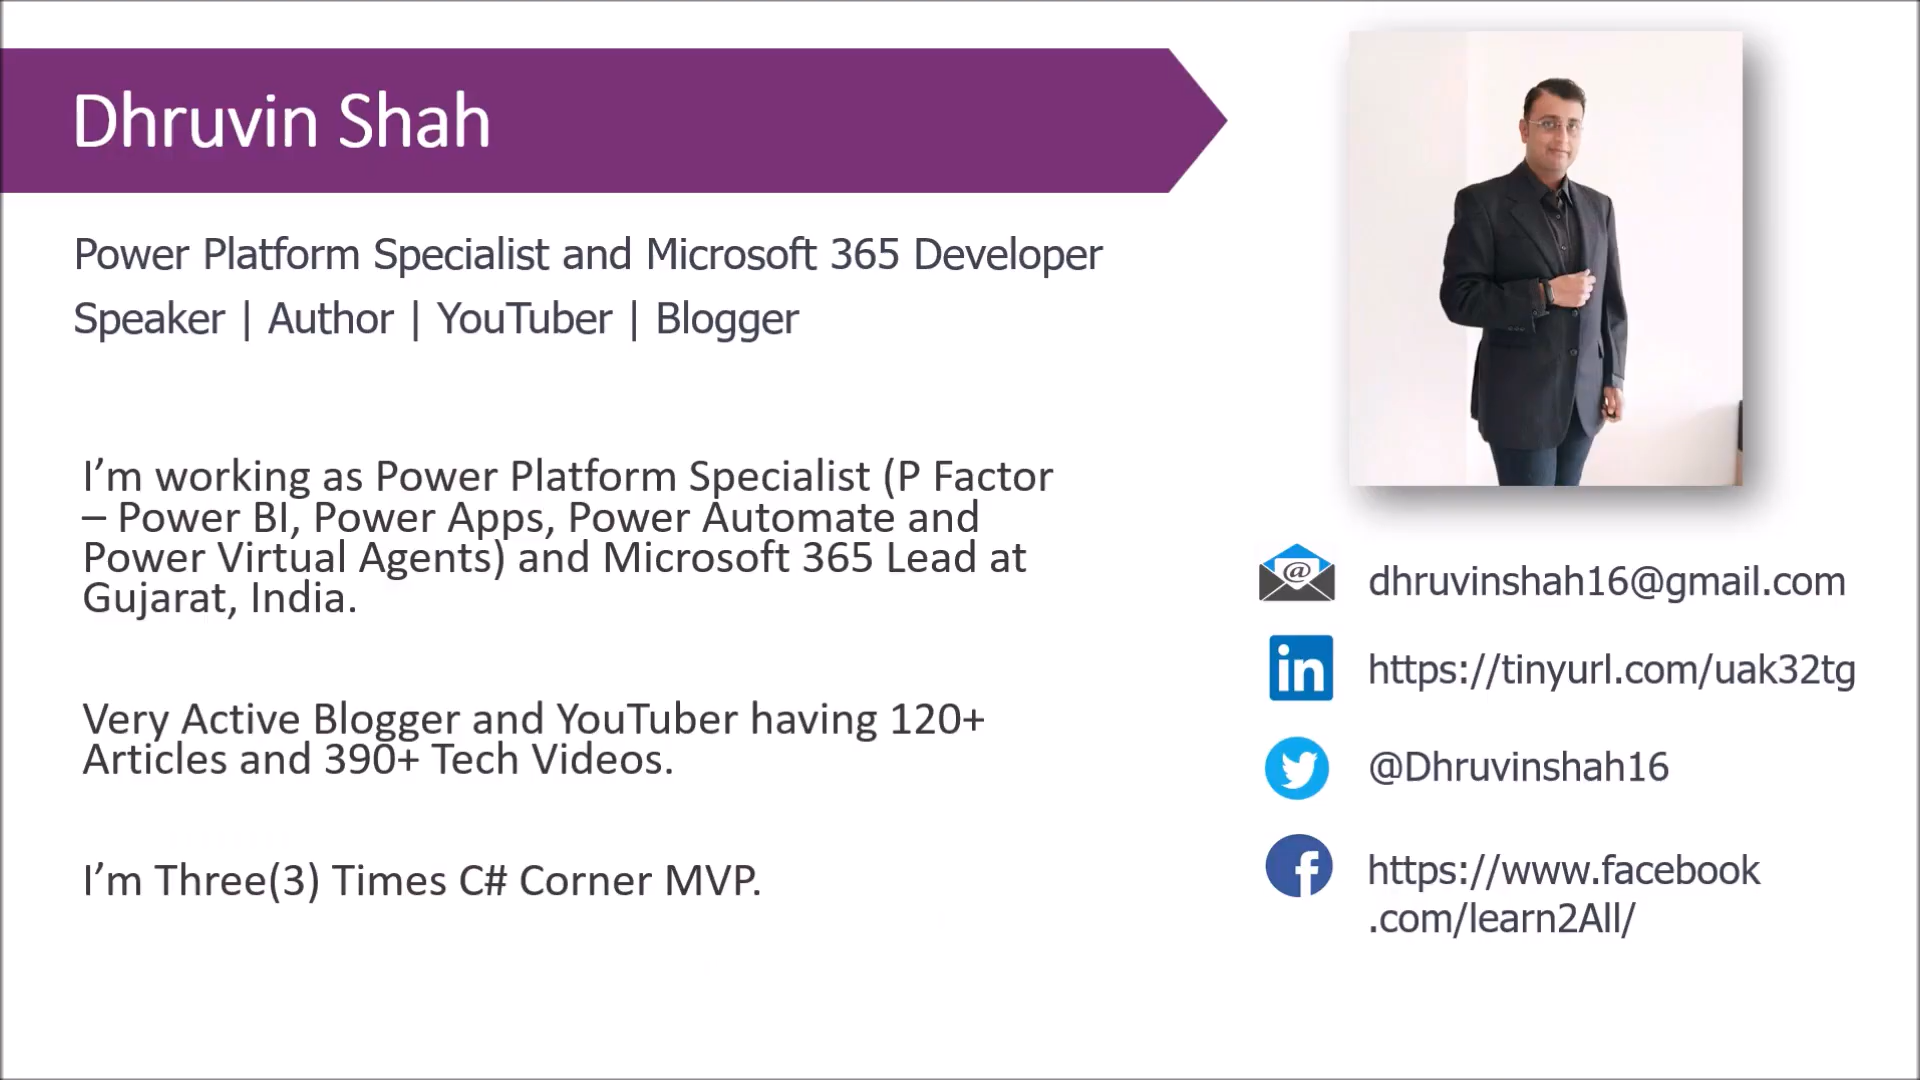 Dhruvin Shah
Power Platform Specialist and Microsoft 365 Developer
Speaker | Author | YouTuber | Blogger
I’m working as Power Platform Specialist (P Factor
– Power BI, Power Apps, Power Automate and
Power Virtual Agents) and Microsoft 365 Lead at
Gujarat, India.
Very Active Blogger and YouTuber having 120+
Articles and 390+ Tech Videos.
I’m Three(3) Times C# Corner MVP.
dhruvinshah16@gmail.com
https://tinyurl.com/uak32tg
@Dhruvinshah16
https://www.facebook
.com/learn2All/